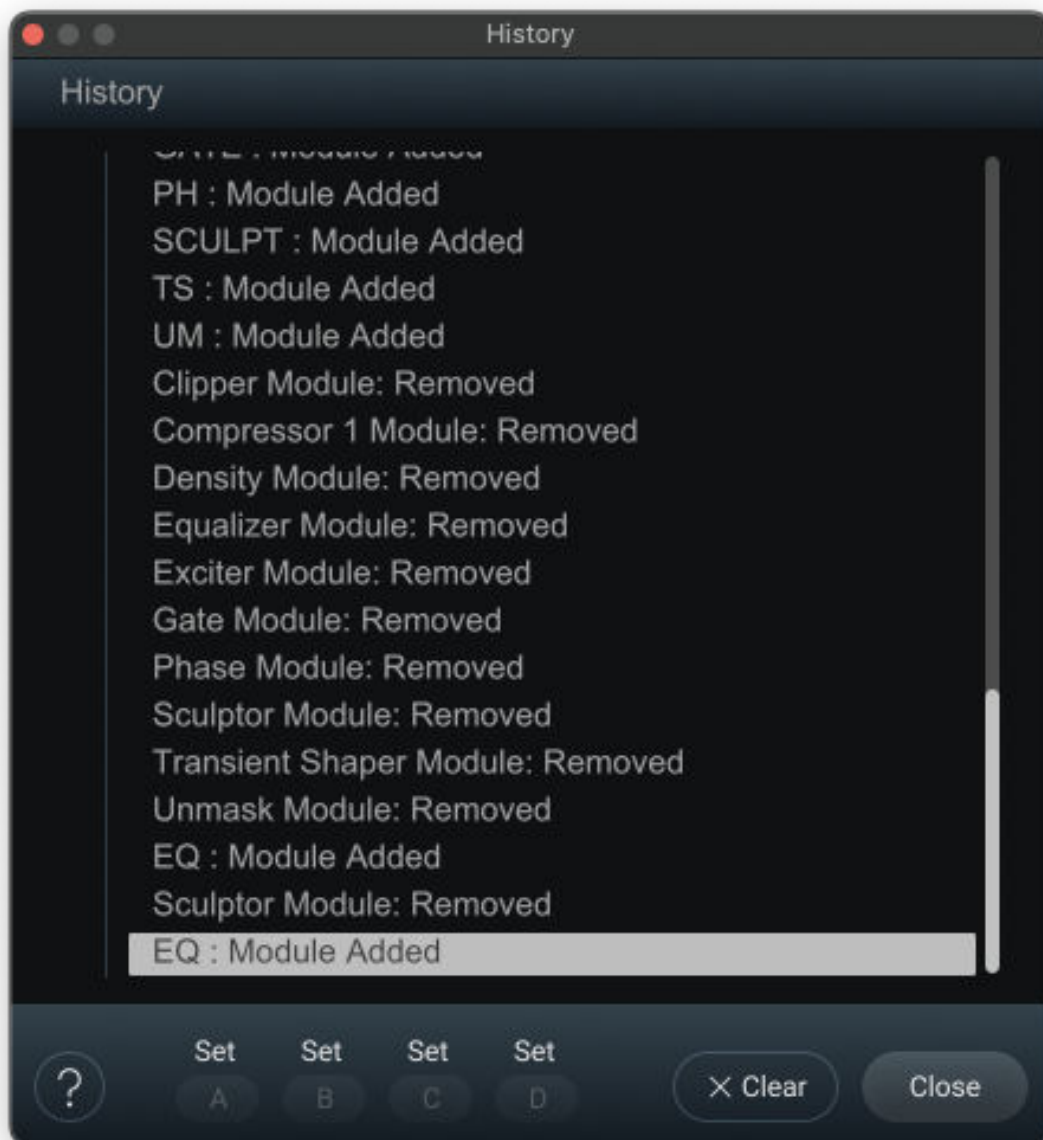 History
History
GATE : Module Added
PH : Module Added
SCULPT : Module Added
TS : Module Added
UM : Module Added
Clipper Module: Removed
Compressor 1 Module: Removed
Density Module: Removed
Equalizer Module: Removed
Exciter Module: Removed
Gate Module: Removed
Phase Module: Removed
Sculptor Module: Removed
Transient Shaper Module: Removed
Unmask Module: Removed
EQ : Module Added
Sculptor Module: Removed
EQ : Module Added
Set Set Set Set
? A B C D × Clear Close